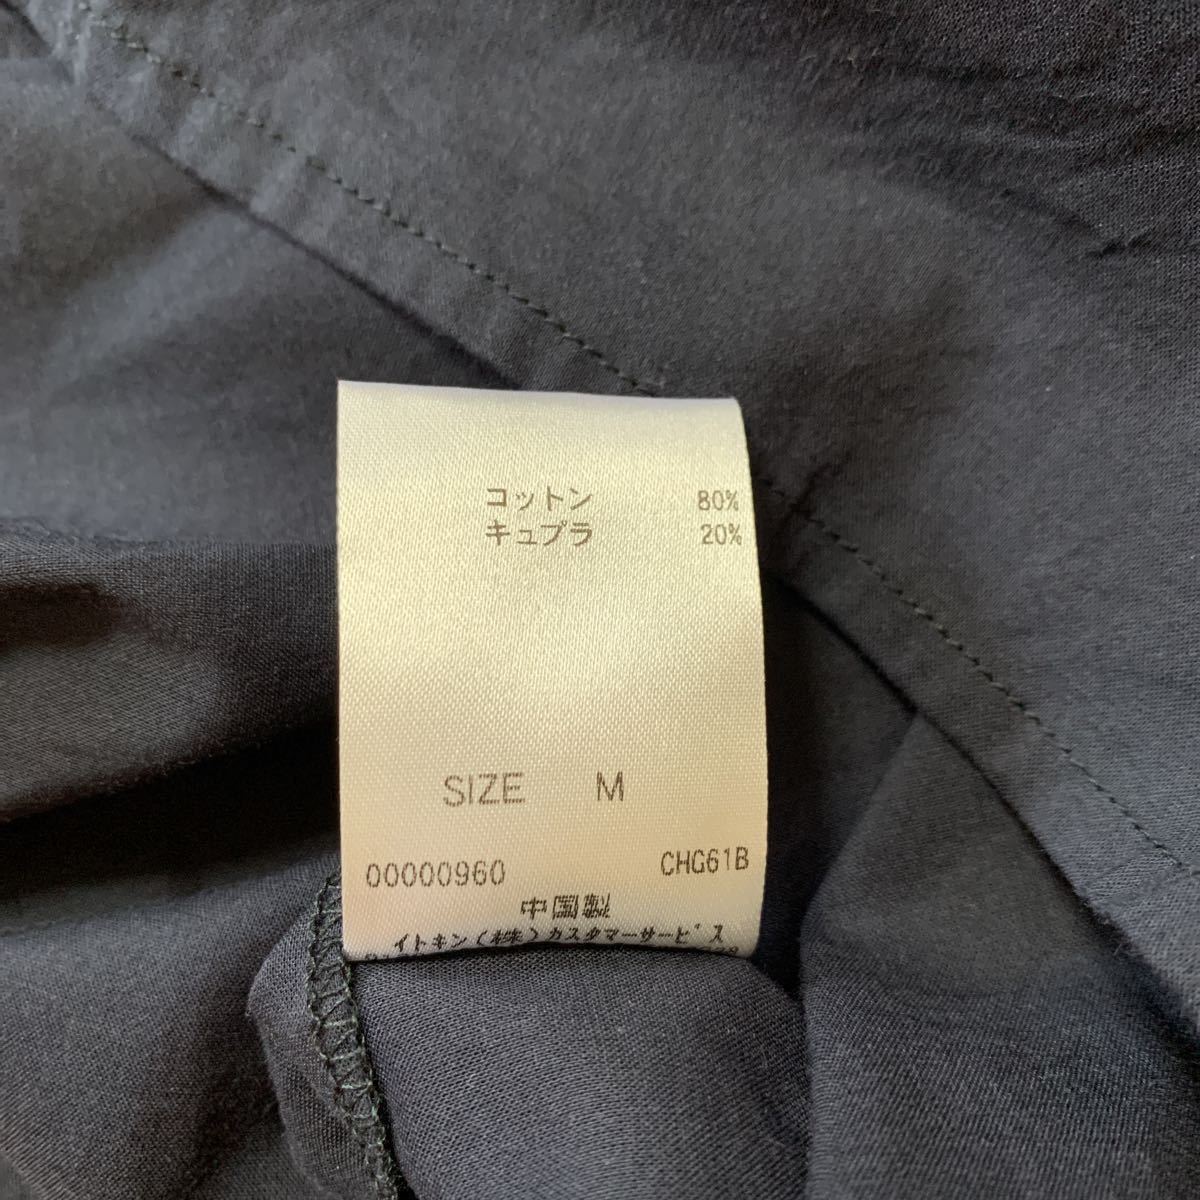 コットン 80%
キュプラ 20%
SIZE M
00000960 CHG61B
中国製
イトキン(株)カスタマーサービス